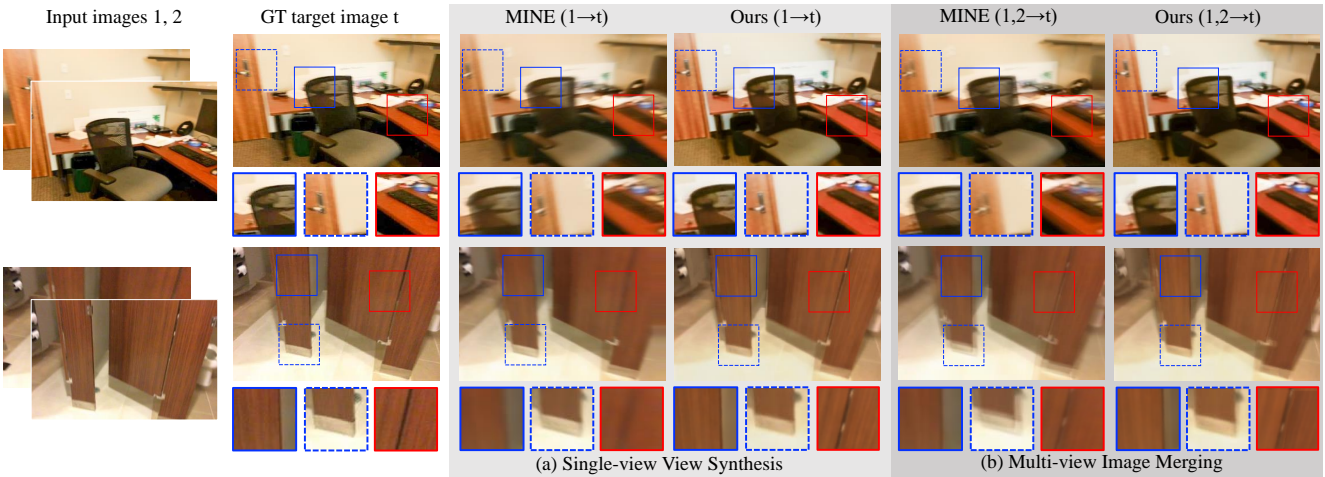 Input images 1, 2
GT target image t
MINE (1→t)
Ours (1→t)
MINE (1,2→t)
Ours (1,2→t)
(a) Single-view View Synthesis
(b) Multi-view Image Merging